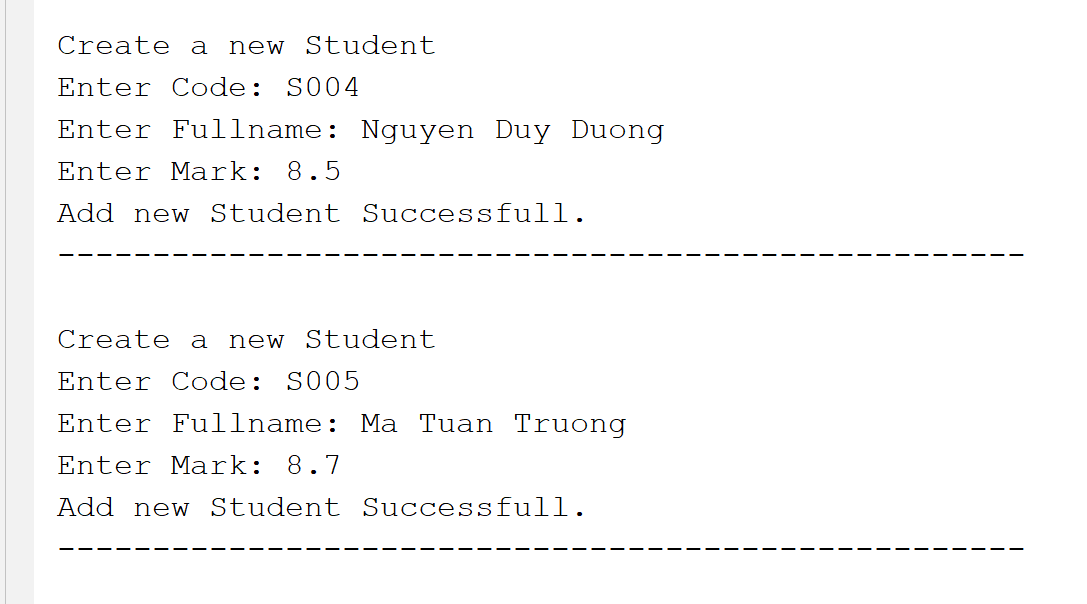 Create a new Student
Enter Code: S004
Enter Fullname: Nguyen Duy Duong
Enter Mark: 8.5
Add new Student Successfull.
---------------------------------------------------
Create a new Student
Enter Code: S005
Enter Fullname: Ma Tuan Truong
Enter Mark: 8.7
Add new Student Successfull.
---------------------------------------------------